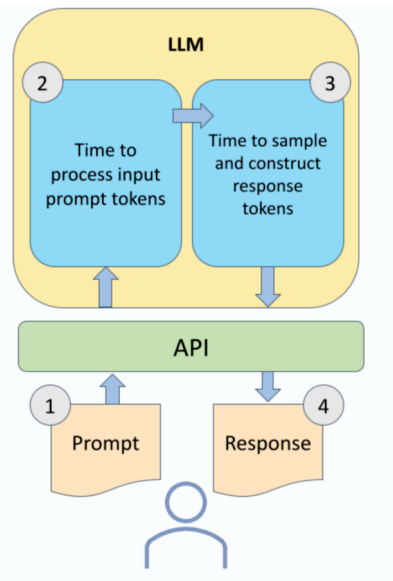 LLM
2
3
Time to
process input
prompt tokens
Time to sample
and construct
response
tokens
API
1
4
Prompt
Response